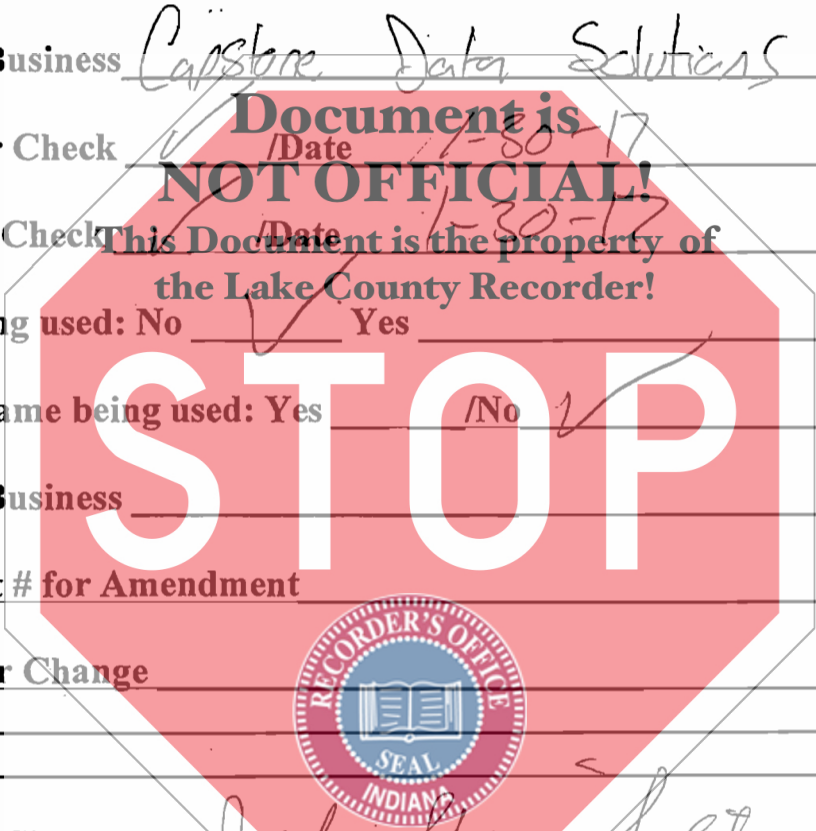 Business Capstone Data Solutions
Document is
Check ✓ /Date 1-30-17
NOT OFFICIAL!
Check ✓ /Date 1-30-17
This Document is the property of
the Lake County Recorder!
ng used: No ✓ Yes
ame being used: Yes /No ✓
STOP
Business
# for Amendment
RECORDER'S OFFICE
r Change
SEAL
INDIANA